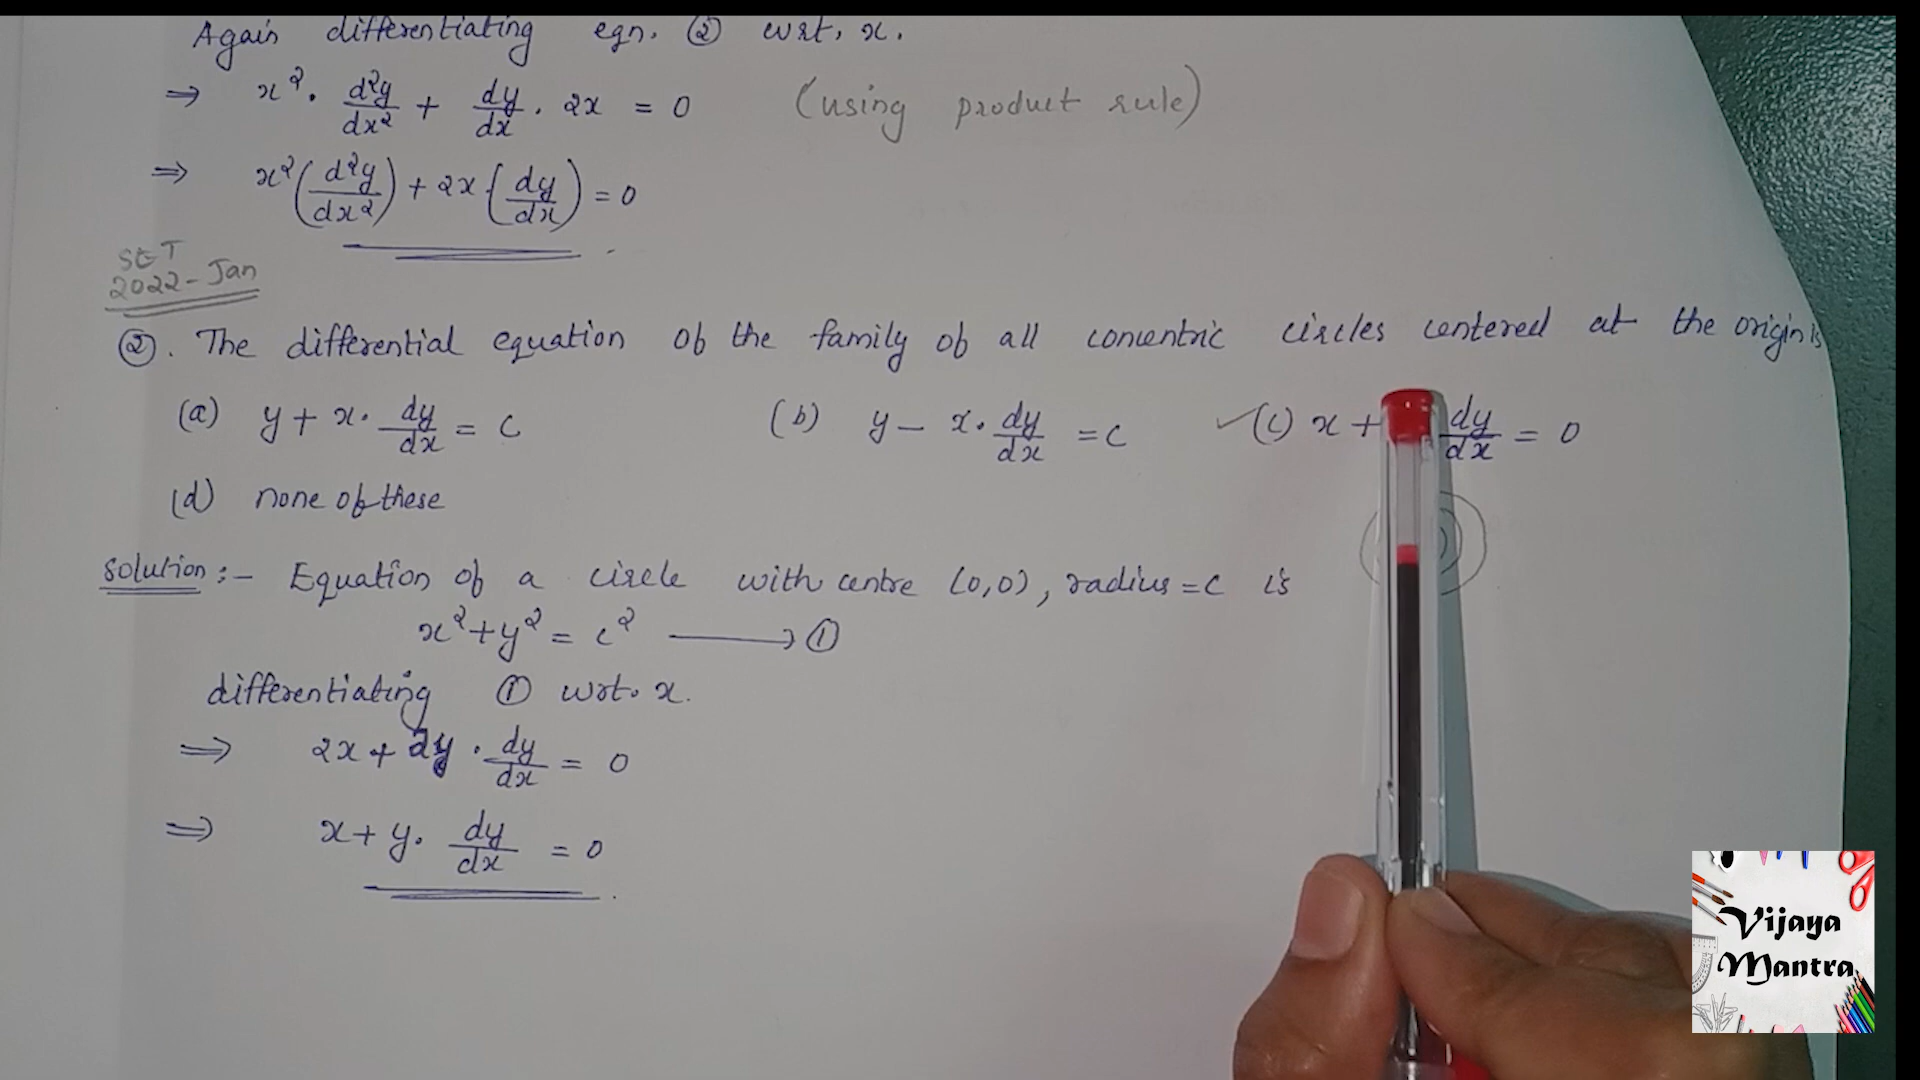 Again differentiating eqn. ② wrt. x.
⇒ x². d²y/dx² + dy/dx . 2x = 0 (using product rule)
⇒ x²(d²y/dx²) + 2x(dy/dx) = 0
SET
2022-Jan
②. The differential equation of the family of all concentric circles centered at the origin is
(a) y + x. dy/dx = c (b) y - x. dy/dx = c ✓(c) x + dy/dx = 0
(d) none of these
Solution:- Equation of a circle with centre (0,0), radius = c is
x² + y² = c² ⟶ ①
differentiating ① wrt. x.
⇒ 2x + 2y . dy/dx = 0
⇒ x + y. dy/dx = 0
Vijaya
Mantra